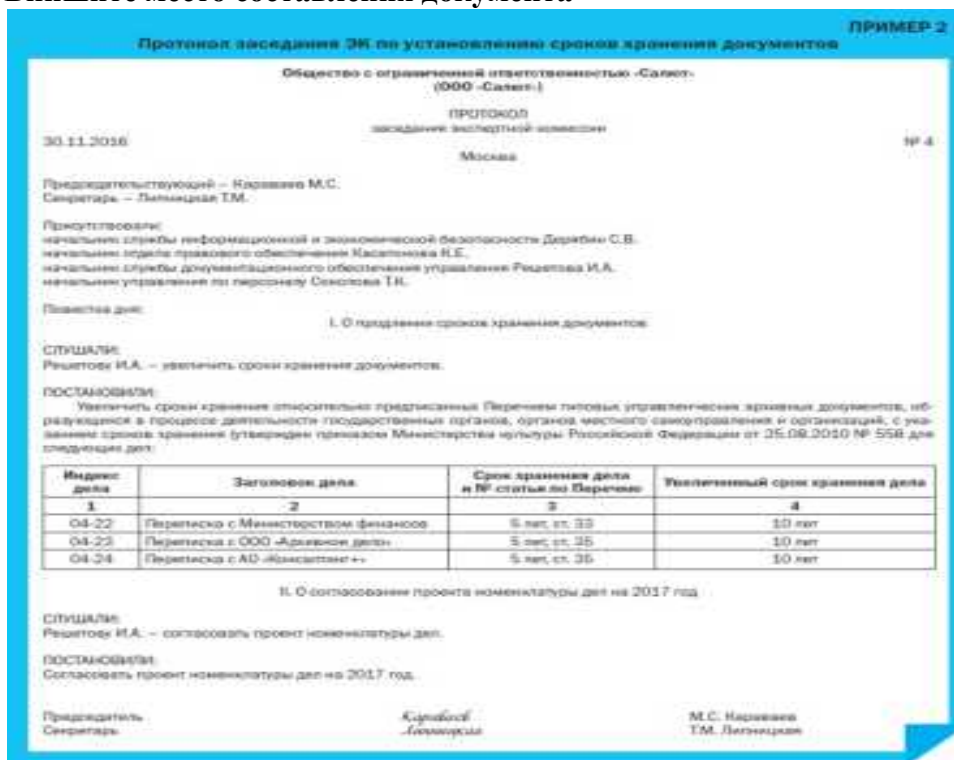 Впишите место составления документа
ПРИМЕР 2
Протокол заседания ЭК по установлению сроков хранения документов
Общество с ограниченной ответственностью «Салют»
(ООО «Салют»)
ПРОТОКОЛ
заседания экспертной комиссии
30.11.2016 № 4
Москва
Председательствующий – Караваев М.С.
Секретарь – Липницкая Т.М.
Присутствовали:
начальник службы информационной и экономической безопасности Дерябин С.В.
начальник отдела правового обеспечения Касатонова К.Е.
начальник службы документационного обеспечения управления Решетова И.А.
начальник управления по персоналу Соколова Т.К.
Повестка дня:
I. О продлении сроков хранения документов
СЛУШАЛИ:
Решетову И.А. – увеличить сроки хранения документов.
ПОСТАНОВИЛИ:
Увеличить сроки хранения относительно предписанных Перечнем типовых управленческих архивных документов, об-
разующихся в процессе деятельности государственных органов, органов местного самоуправления и организаций, с ука-
занием сроков хранения (утвержден приказом Министерства культуры Российской Федерации от 25.08.2010 № 558 для
следующих дел:
Индекс дела Заголовок дела Срок хранения дела и № статьи по Перечню Увеличенный срок хранения дела
1 2 3 4
04-22 Переписка с Министерством финансов 5 лет, ст. 33 10 лет
04-23 Переписка с ООО «Архивное дело» 5 лет, ст. 35 10 лет
04-24 Переписка с АО «Консалтинг+» 5 лет, ст. 35 10 лет
II. О согласовании проекта номенклатуры дел на 2017 год
СЛУШАЛИ:
Решетову И.А. – согласовать проект номенклатуры дел.
ПОСТАНОВИЛИ:
Согласовать проект номенклатуры дел на 2017 год.
Председатель Караваев М.С. Караваев
Секретарь Липницкая Т.М. Липницкая